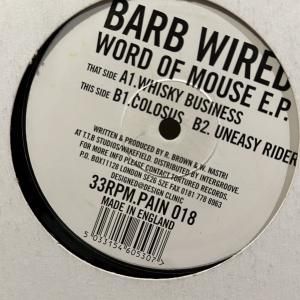 BARB WIRED
WORD OF MOUSE E.P.
THAT SIDE A1.WHISKY BUSINESS
THIS SIDE B1.COLOSUS B2. UNEASY RIDER
WRITTEN & PRODUCED BY R. BROWN & W. NASTRI
AT T.T.B STUDIOS/WAKEFIELD. DISTRIBUTED BY INTERGROOVE.
FOR MORE INFO PLEASE CONTACT:TORTURED RECORDS.
P.O. BOX11128 LONDON SE26 5ZE FAX 0181 778 0963
DESIGNED@DESIGN CLINIC
33RPM.PAIN 018
MADE IN ENGLAND
5033154605307